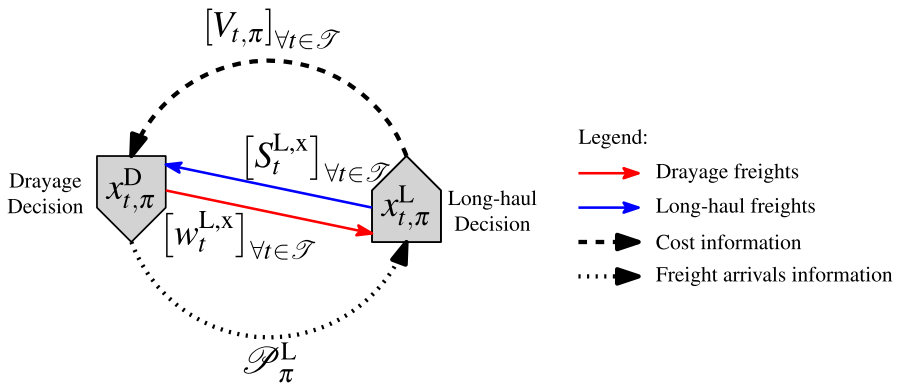 [V_{t,π}]_{∀t∈𝒯}
[S_t^{L,x}]_{∀t∈𝒯}
Drayage
Decision
x_{t,π}^{D}
x_{t,π}^{L}
Long-haul
Decision
[w_t^{L,x}]_{∀t∈𝒯}
𝒫_π^L
Legend:
Drayage freights
Long-haul freights
Cost information
Freight arrivals information